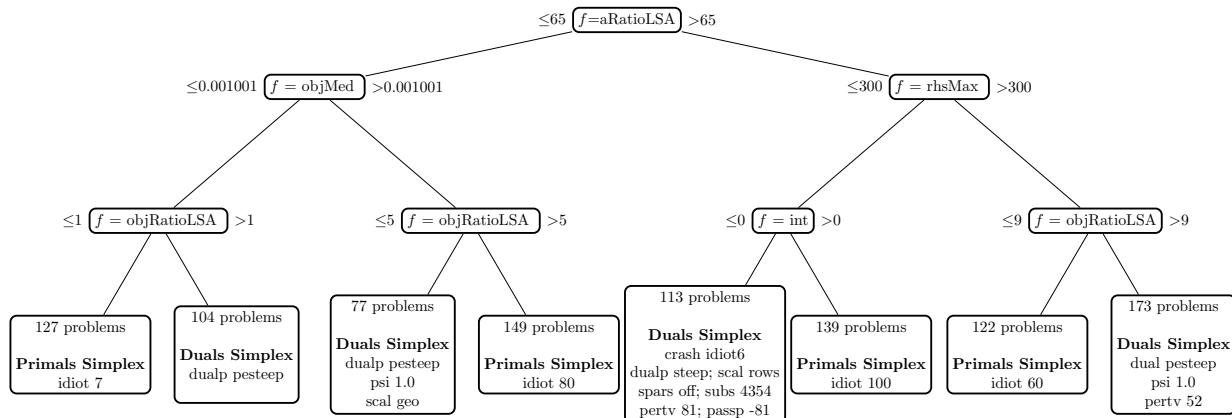 ≤65 f=aRatioLSA >65
≤0.001001 f = objMed >0.001001
≤300 f = rhsMax >300
≤1 f = objRatioLSA >1
≤5 f = objRatioLSA >5
≤0 f = int >0
≤9 f = objRatioLSA >9
127 problems
Primals Simplex
idiot 7
104 problems
Duals Simplex
dualp pesteep
77 problems
Duals Simplex
dualp pesteep
psi 1.0
scal geo
149 problems
Primals Simplex
idiot 80
113 problems
Duals Simplex
crash idiot6
dualp steep; scal rows
spars off; subs 4354
pertv 81; passp -81
139 problems
Primals Simplex
idiot 100
122 problems
Primals Simplex
idiot 60
173 problems
Duals Simplex
dual pesteep
psi 1.0
pertv 52